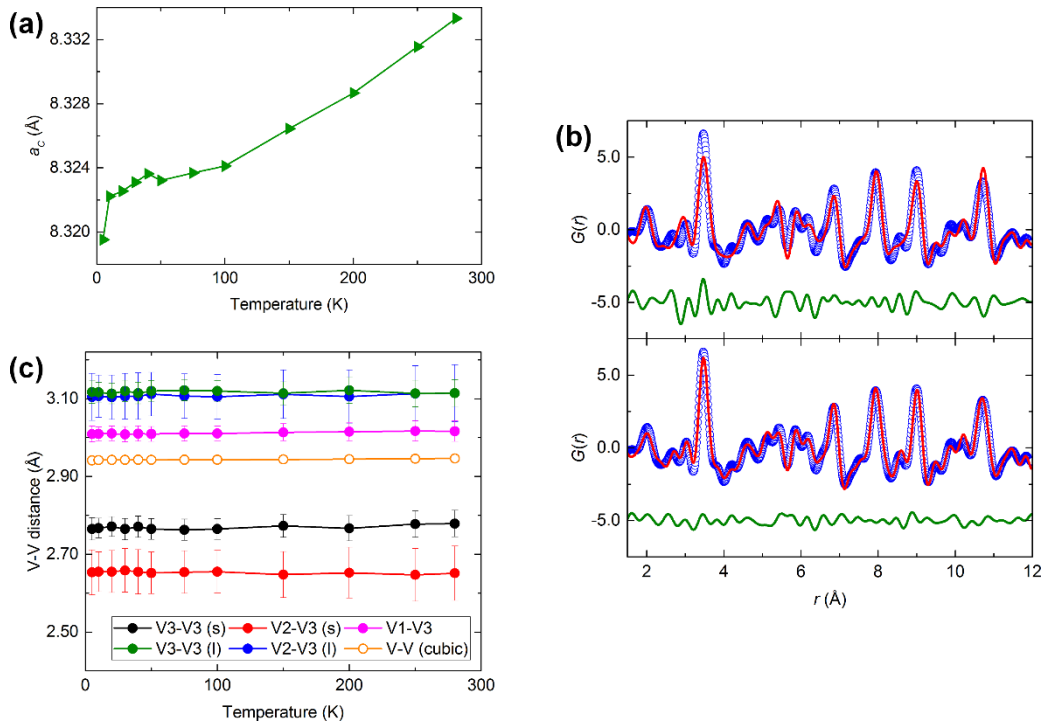 (a)
8.332
8.328
8.324
8.320
a_c (Å)
0 100 200 300
Temperature (K)
(b)
5.0
0.0
-5.0
G(r)
5.0
0.0
-5.0
G(r)
2 4 6 8 10 12
r (Å)
(c)
3.10
2.90
2.70
2.50
V-V distance (Å)
V3-V3 (s) V2-V3 (s) V1-V3
V3-V3 (l) V2-V3 (l) V-V (cubic)
0 100 200 300
Temperature (K)